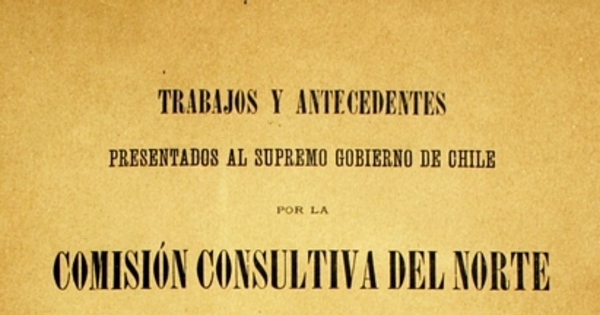 TRABAJOS Y ANTECEDENTES
PRESENTADOS AL SUPREMO GOBIERNO DE CHILE
POR LA
COMISIÓN CONSULTIVA DEL NORTE